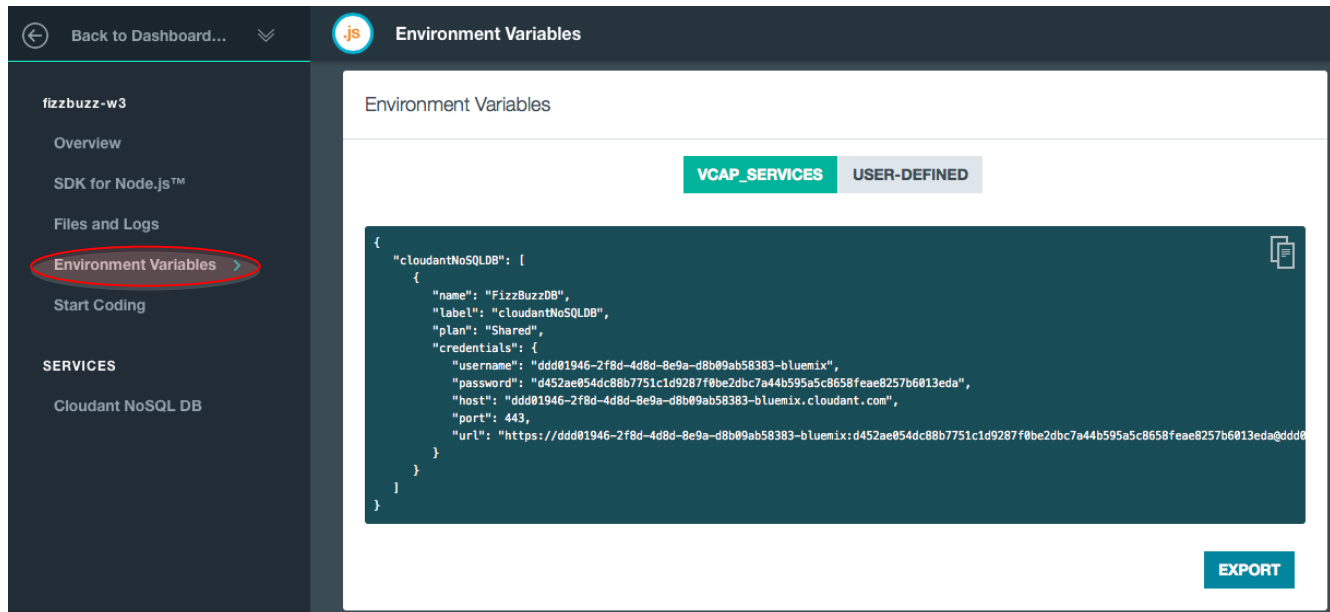 Back to Dashboard...
.js
Environment Variables
fizzbuzz-w3
Overview
SDK for Node.js™
Files and Logs
Environment Variables >
Start Coding
SERVICES
Cloudant NoSQL DB
Environment Variables
VCAP_SERVICES
USER-DEFINED
{
"cloudantNoSQLDB": [
{
"name": "FizzBuzzDB",
"label": "cloudantNoSQLDB",
"plan": "Shared",
"credentials": {
"username": "ddd01946-2f8d-4d8d-8e9a-d8b09ab58383-bluemix",
"password": "d452ae054dc88b7751c1d9287f0be2dbc7a44b595a5c8658feae8257b6013eda",
"host": "ddd01946-2f8d-4d8d-8e9a-d8b09ab58383-bluemix.cloudant.com",
"port": 443,
"url": "https://ddd01946-2f8d-4d8d-8e9a-d8b09ab58383-bluemix:d452ae054dc88b7751c1d9287f0be2dbc7a44b595a5c8658feae8257b6013eda@ddd0
}
}
]
}
EXPORT